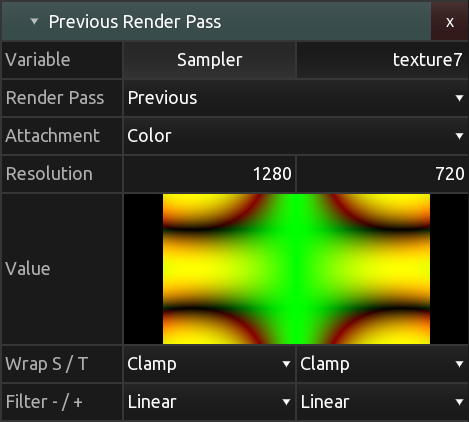 Previous Render Pass x
Variable Sampler texture7
Render Pass Previous
Attachment Color
Resolution 1280 720
Value
Wrap S / T Clamp Clamp
Filter - / + Linear Linear